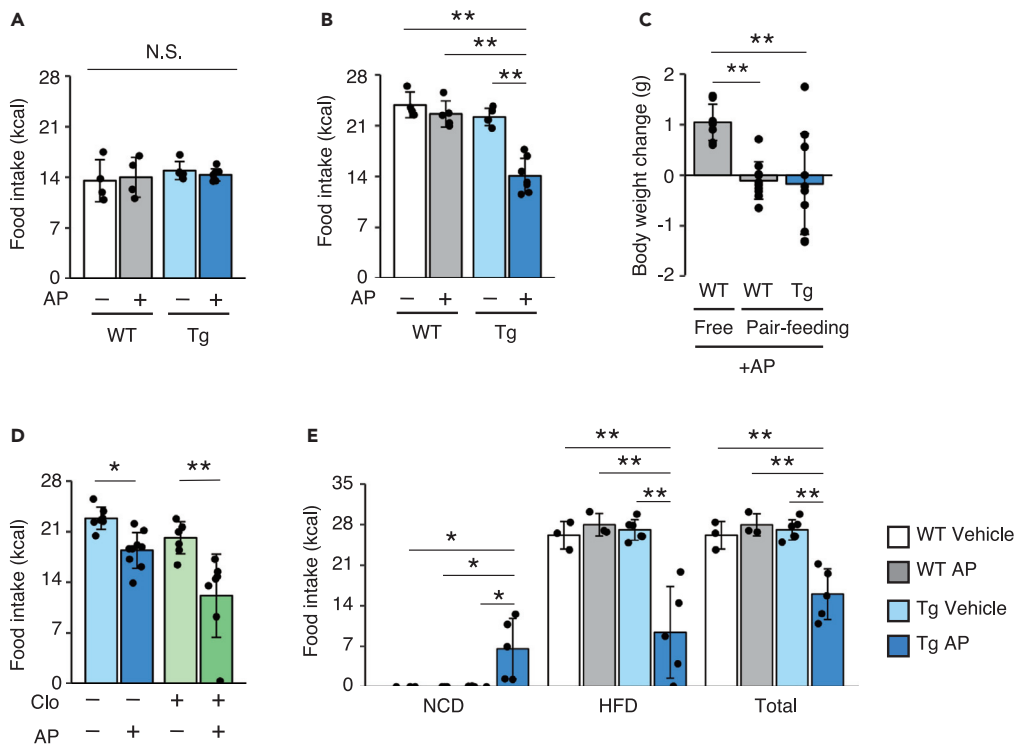 A
N.S.
Food intake (kcal)
28
21
14
7
0
AP − + − +
WT Tg
B
**
**
**
Food intake (kcal)
28
21
14
7
0
AP − + − +
WT Tg
C
**
**
Body weight change (g)
2
1
0
-1
-2
WT WT Tg
Free Pair-feeding
+AP
D
* **
Food intake (kcal)
28
21
14
7
0
Clo − − + +
AP − + − +
E
** **
** **
** **
*
*
*
Food intake (kcal)
35
28
21
14
7
0
NCD HFD Total
WT Vehicle
WT AP
Tg Vehicle
Tg AP